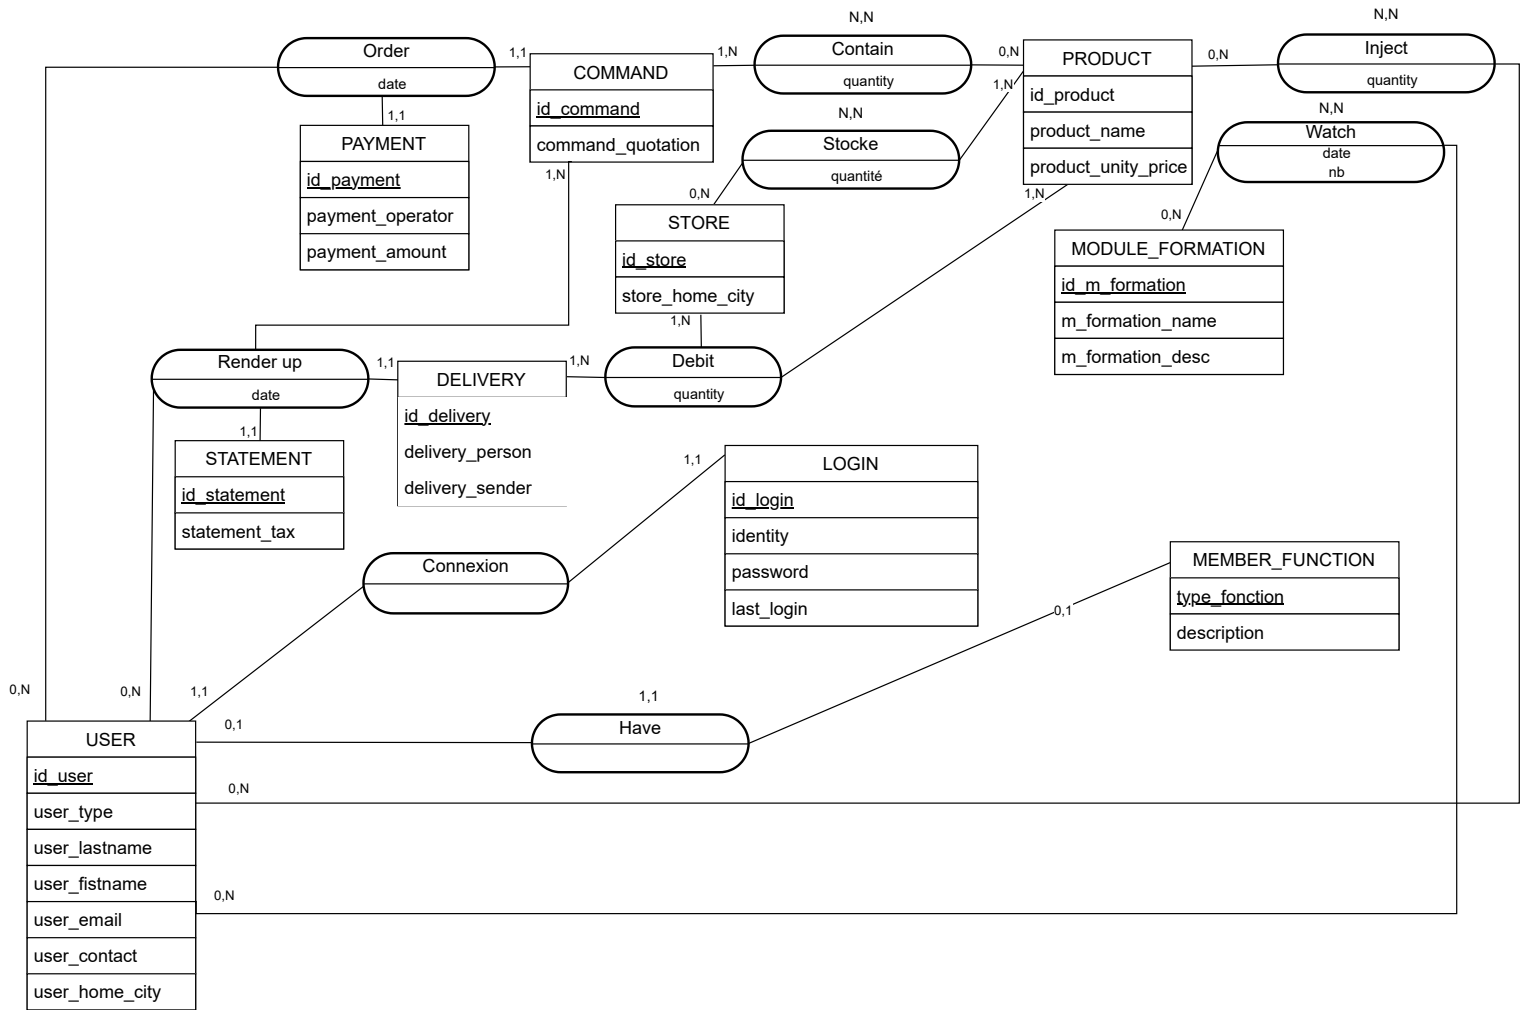 N,N
N,N
Order
date
1,1
COMMAND
id_command
command_quotation
1,N
Contain
quantity
0,N
PRODUCT
id_product
product_name
product_unity_price
0,N
Inject
quantity
1,1
PAYMENT
id_payment
payment_operator
payment_amount
1,N
N,N
Stocke
quantité
1,N
0,N
N,N
Watch
date
nb
0,N
STORE
id_store
store_home_city
1,N
1,N
MODULE_FORMATION
id_m_formation
m_formation_name
m_formation_desc
Render up
date
1,1
DELIVERY
id_delivery
delivery_person
delivery_sender
1,N
Debit
quantity
1,1
STATEMENT
id_statement
statement_tax
1,1
LOGIN
id_login
identity
password
last_login
Connexion
MEMBER_FUNCTION
type_fonction
description
0,1
0,N
0,N
1,1
1,1
Have
0,1
USER
id_user
user_type
user_lastname
user_fistname
user_email
user_contact
user_home_city
0,N
0,N